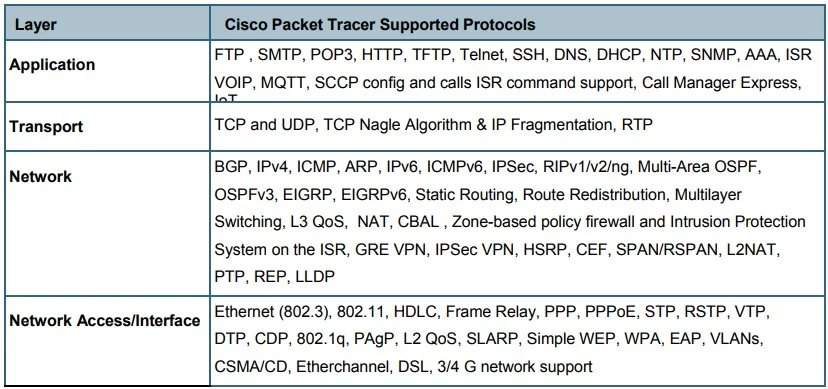 Layer Cisco Packet Tracer Supported Protocols
Application
FTP , SMTP, POP3, HTTP, TFTP, Telnet, SSH, DNS, DHCP, NTP, SNMP, AAA, ISR
VOIP, MQTT, SCCP config and calls ISR command support, Call Manager Express,
IoT
Transport TCP and UDP, TCP Nagle Algorithm & IP Fragmentation, RTP
Network
BGP, IPv4, ICMP, ARP, IPv6, ICMPv6, IPSec, RIPv1/v2/ng, Multi-Area OSPF,
OSPFv3, EIGRP, EIGRPv6, Static Routing, Route Redistribution, Multilayer
Switching, L3 QoS, NAT, CBAL , Zone-based policy firewall and Intrusion Protection
System on the ISR, GRE VPN, IPSec VPN, HSRP, CEF, SPAN/RSPAN, L2NAT,
PTP, REP, LLDP
Network Access/Interface
Ethernet (802.3), 802.11, HDLC, Frame Relay, PPP, PPPoE, STP, RSTP, VTP,
DTP, CDP, 802.1q, PAgP, L2 QoS, SLARP, Simple WEP, WPA, EAP, VLANs,
CSMA/CD, Etherchannel, DSL, 3/4 G network support